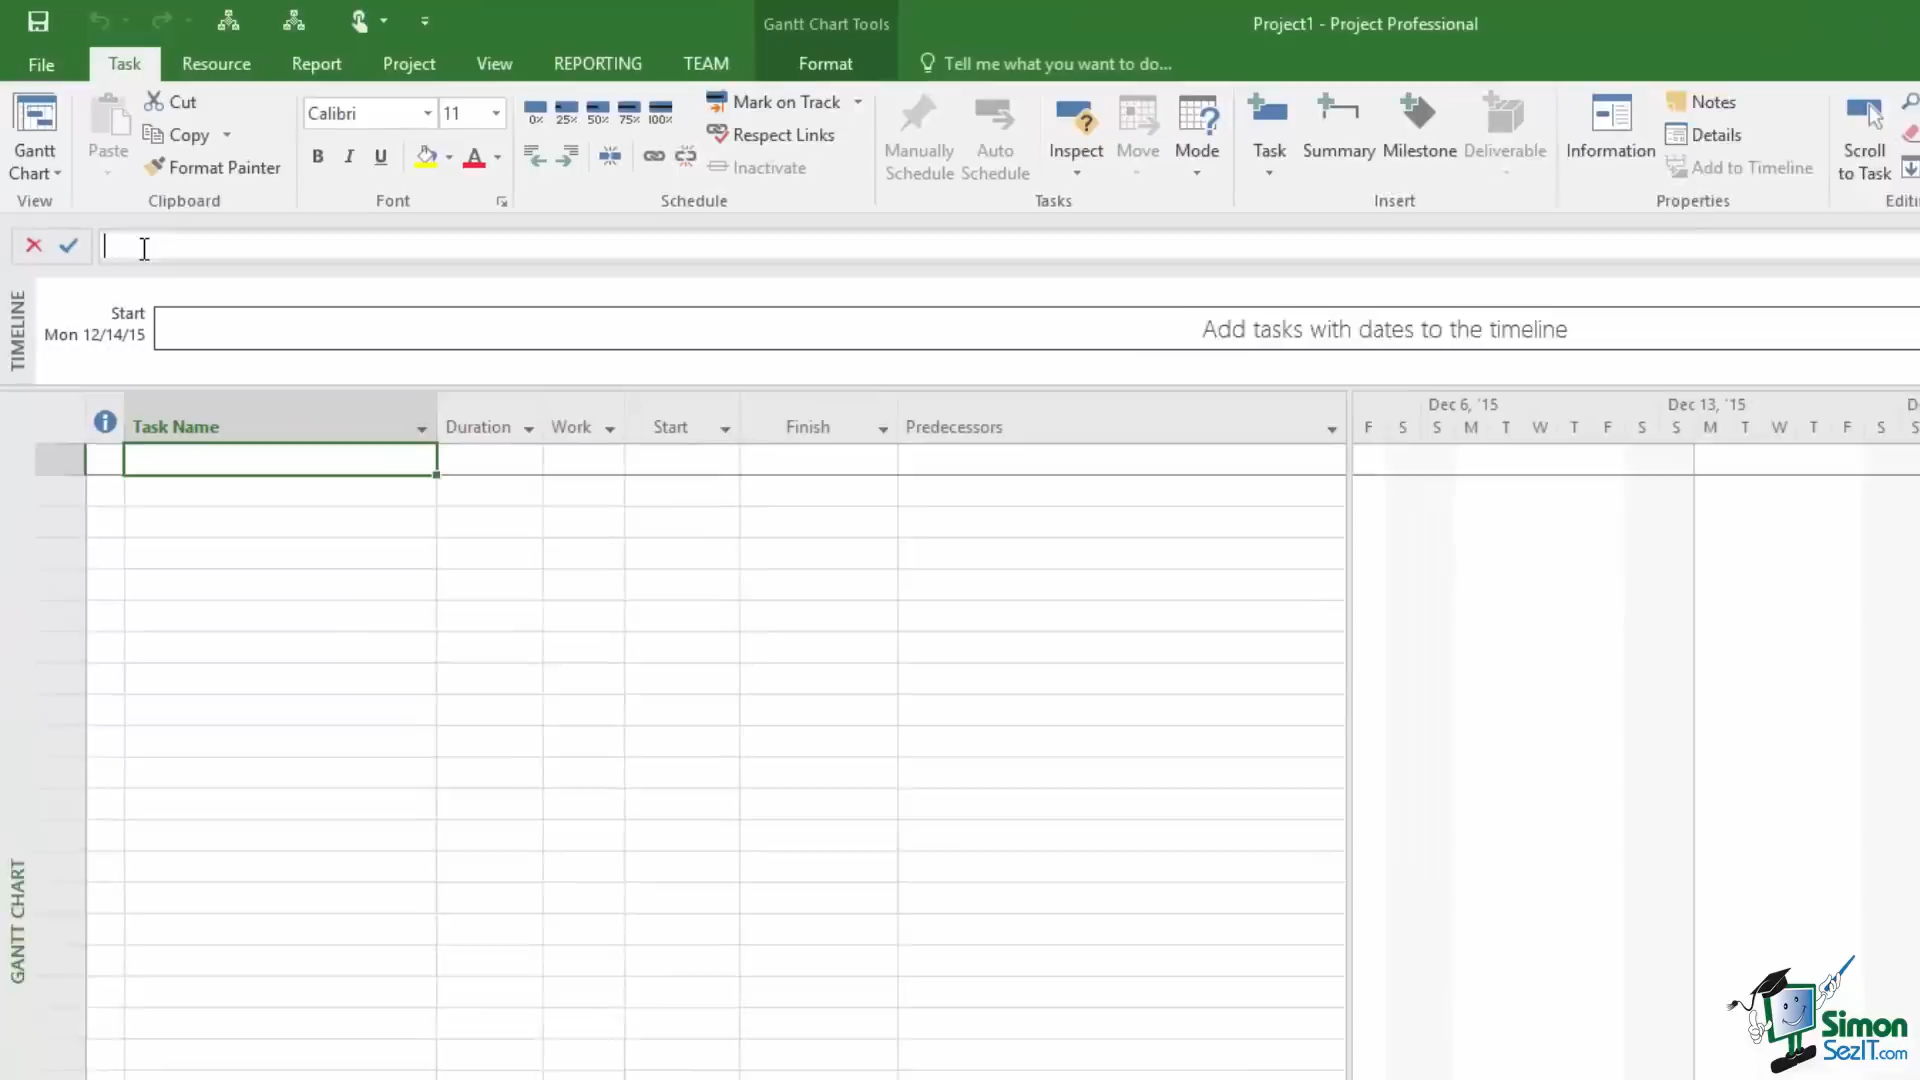 Gantt Chart Tools
Project1 - Project Professional
File Task Resource Report Project View REPORTING TEAM Format Tell me what you want to do...
Gantt Chart
View
Paste
Cut
Copy
Format Painter
Clipboard
Calibri 11
B I U A
Font
0% 25% 50% 75% 100%
Mark on Track
Respect Links
Inactivate
Schedule
Manually Schedule
Auto Schedule
Inspect
Move
Mode
Tasks
Task
Summary
Milestone
Deliverable
Insert
Information
Notes
Details
Add to Timeline
Properties
Scroll to Task
Editi
TIMELINE
Start
Mon 12/14/15
Add tasks with dates to the timeline
Task Name Duration Work Start Finish Predecessors
Dec 6, '15 Dec 13, '15 D
F S S M T W T F S S M T W T F S S
GANTT CHART
Simon
SezIT.com